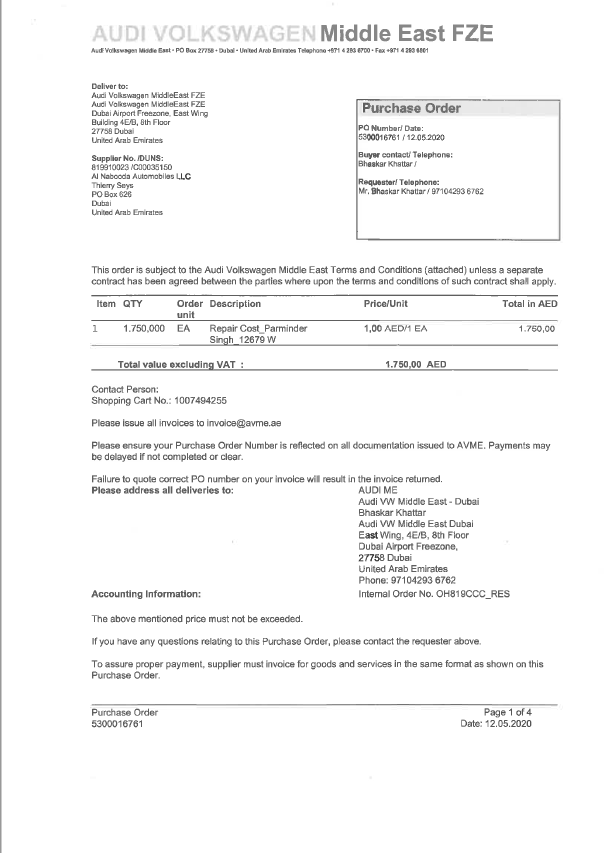 AUDI VOLKSWAGEN Middle East FZE
Audi Volkswagen Middle East • PO Box 27758 • Dubai • United Arab Emirates Telephone +971 4 293 6700 • Fax +971 4 293 6801
Deliver to:
Audi Volkswagen MiddleEast FZE
Audi Volkswagen MiddleEast FZE
Dubai Airport Freezone, East Wing
Building 4E/B, 8th Floor
27758 Dubai
United Arab Emirates
Supplier No. /DUNS:
819910023 /C00035150
Al Nabooda Automobiles LLC
Thierry Seys
PO Box 626
Dubai
United Arab Emirates
Purchase Order
PO Number/ Date:
5300016761 / 12.05.2020
Buyer contact/ Telephone:
Bhaskar Khattar /
Requester/ Telephone:
Mr. Bhaskar Khattar / 97104293 6762
This order is subject to the Audi Volkswagen Middle East Terms and Conditions (attached) unless a separate
contract has been agreed between the parties where upon the terms and conditions of such contract shall apply.
Item QTY Order Description Price/Unit Total in AED
unit
1 1.750,000 EA Repair Cost_Parminder 1,00 AED/1 EA 1.750,00
Singh_12679 W
Total value excluding VAT : 1.750,00 AED
Contact Person:
Shopping Cart No.: 1007494255
Please issue all invoices to invoice@avme.ae
Please ensure your Purchase Order Number is reflected on all documentation issued to AVME. Payments may
be delayed if not completed or clear.
Failure to quote correct PO number on your invoice will result in the invoice returned.
Please address all deliveries to: AUDI ME
Audi VW Middle East - Dubai
Bhaskar Khattar
Audi VW Middle East Dubai
East Wing, 4E/B, 8th Floor
Dubai Airport Freezone,
27758 Dubai
United Arab Emirates
Phone: 97104293 6762
Accounting Information: Internal Order No. OH819CCC_RES
The above mentioned price must not be exceeded.
If you have any questions relating to this Purchase Order, please contact the requester above.
To assure proper payment, supplier must invoice for goods and services in the same format as shown on this
Purchase Order.
Purchase Order Page 1 of 4
5300016761 Date: 12.05.2020